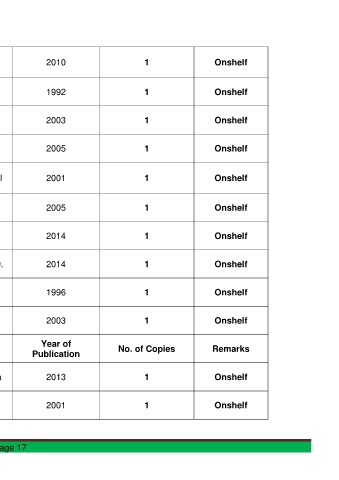 2010 1 Onshelf
1992 1 Onshelf
2003 1 Onshelf
2005 1 Onshelf
l 2001 1 Onshelf
2005 1 Onshelf
2014 1 Onshelf
. 2014 1 Onshelf
1996 1 Onshelf
2003 1 Onshelf
Year of
Publication No. of Copies Remarks
2013 1 Onshelf
2001 1 Onshelf
age 17